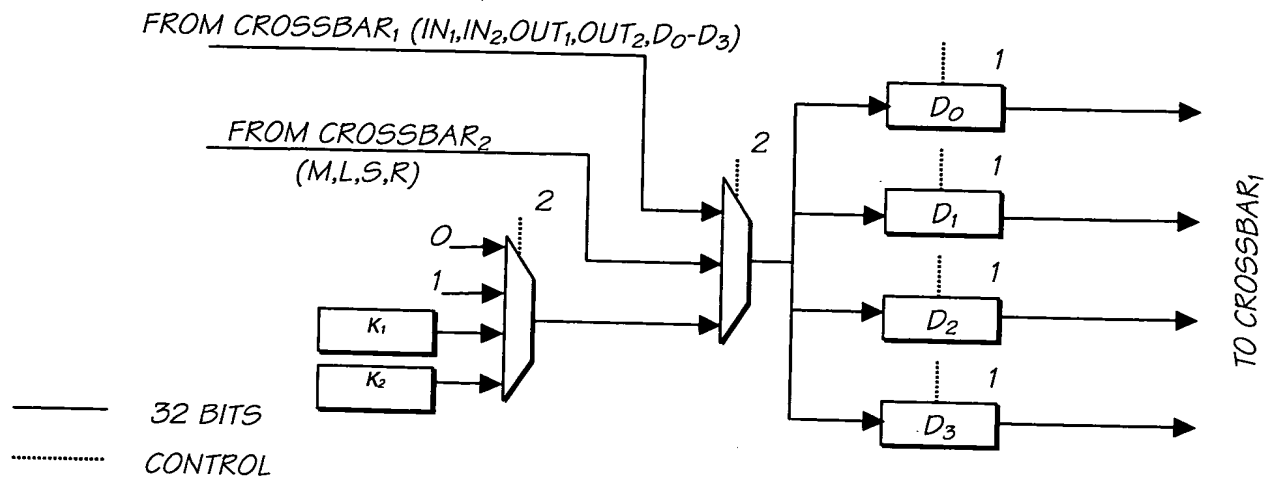 FROM CROSSBAR₁ (IN₁,IN₂,OUT₁,OUT₂,D₀-D₃)
1
D₀
FROM CROSSBAR₂
(M,L,S,R)
2
1
D₁
2
0
1
K₁
K₂
1
D₂
1
D₃
TO CROSSBAR₁
32 BITS
CONTROL